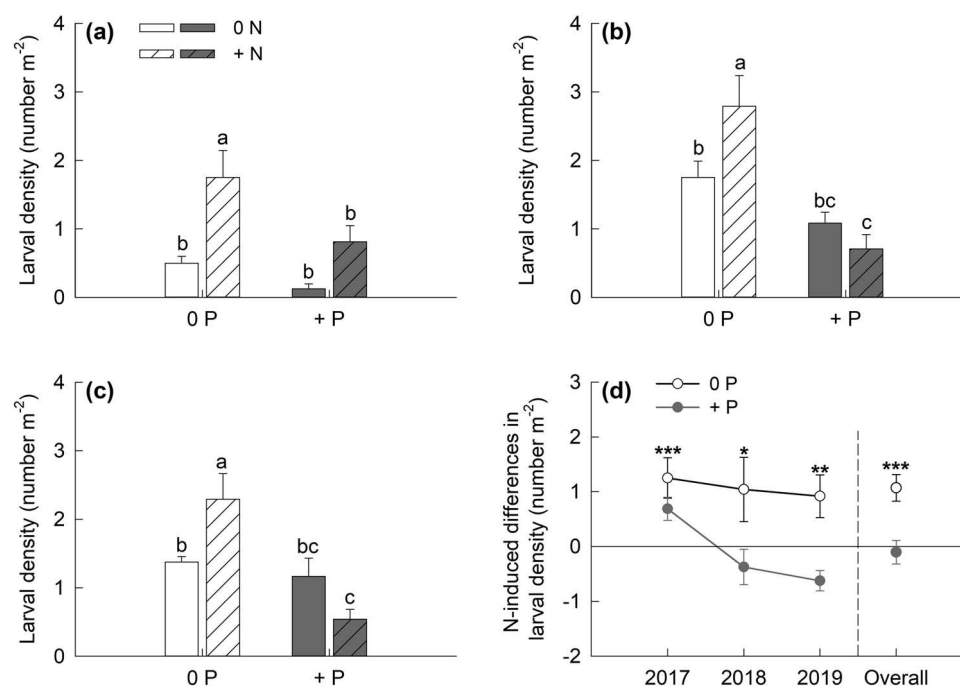 (a)
0 N
+ N
Larval density (number m⁻²)
4
3
2
1
0
b
a
b
b
0 P
+ P
(b)
Larval density (number m⁻²)
4
3
2
1
0
b
a
bc
c
0 P
+ P
(c)
Larval density (number m⁻²)
4
3
2
1
0
b
a
bc
c
0 P
+ P
(d)
0 P
+ P
N-induced differences in
larval density (number m⁻²)
3
2
1
0
-1
-2
***
*
**
***
2017 2018 2019 Overall